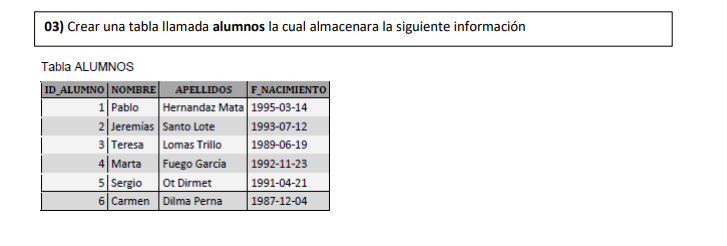 03) Crear una tabla llamada alumnos la cual almacenara la siguiente información
Tabla ALUMNOS
ID_ALUMNO NOMBRE APELLIDOS F_NACIMIENTO
1 Pablo Hernandaz Mata 1995-03-14
2 Jeremías Santo Lote 1993-07-12
3 Teresa Lomas Trillo 1989-06-19
4 Marta Fuego García 1992-11-23
5 Sergio Ot Dirmet 1991-04-21
6 Carmen Dilma Perna 1987-12-04